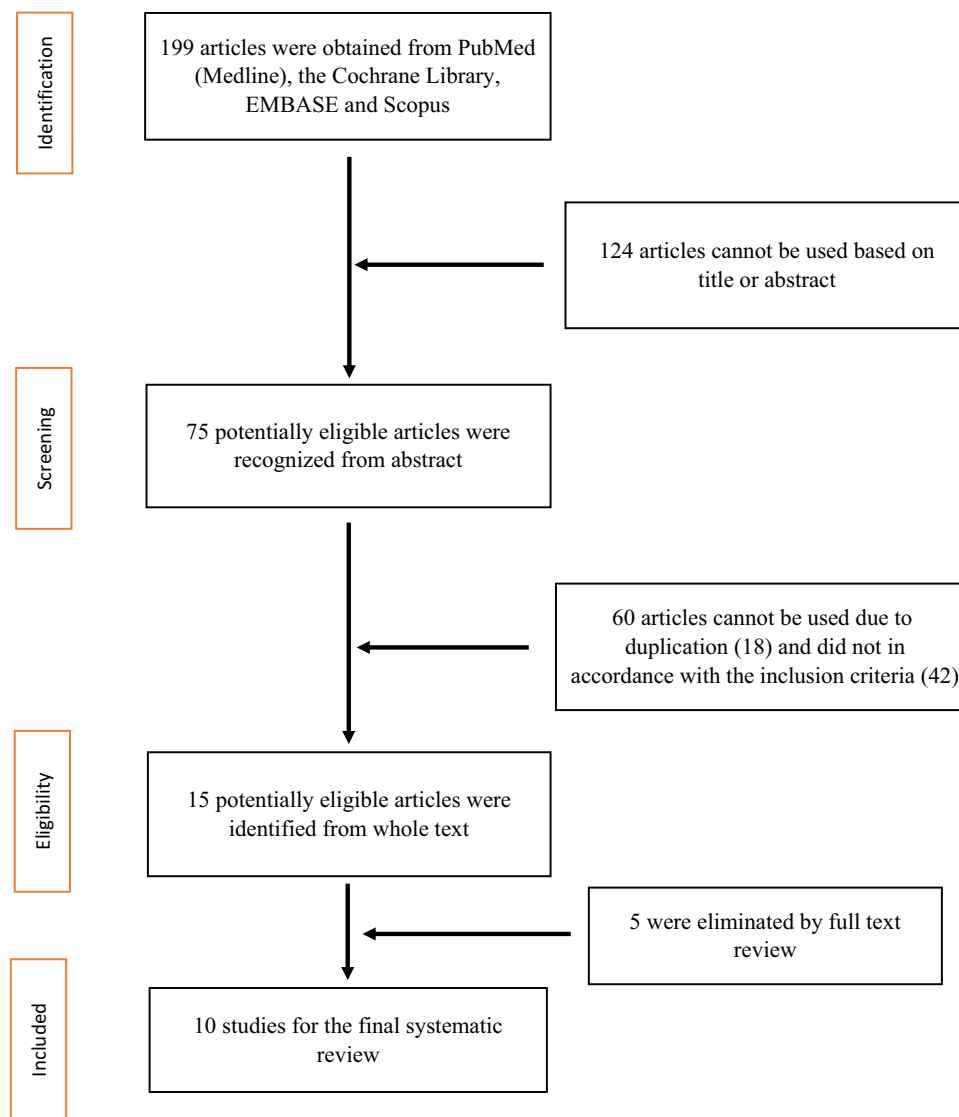 Identification
199 articles were obtained from PubMed
(Medline), the Cochrane Library,
EMBASE and Scopus
124 articles cannot be used based on
title or abstract
Screening
75 potentially eligible articles were
recognized from abstract
60 articles cannot be used due to
duplication (18) and did not in
accordance with the inclusion criteria (42)
Eligibility
15 potentially eligible articles were
identified from whole text
5 were eliminated by full text
review
Included
10 studies for the final systematic
review